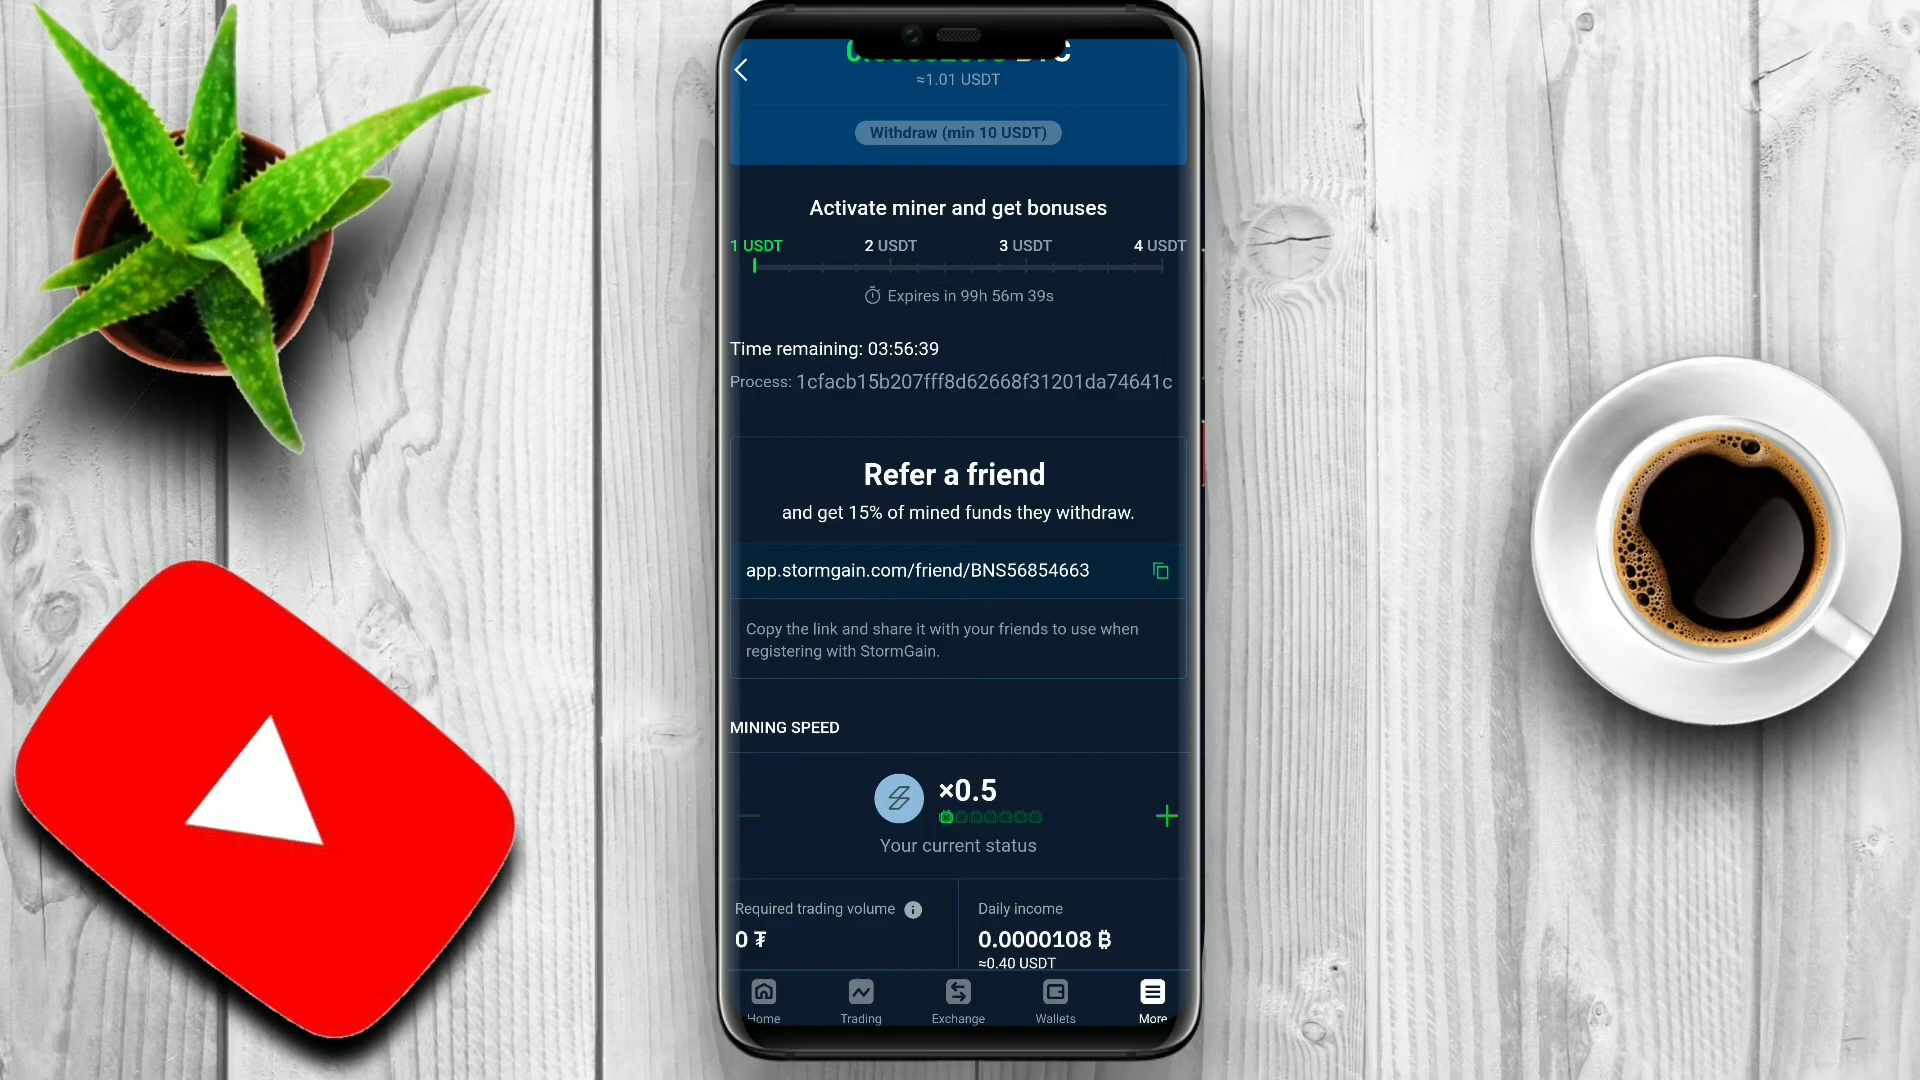 ≈1.01 USDT
Withdraw (min 10 USDT)
Activate miner and get bonuses
1 USDT 2 USDT 3 USDT 4 USDT
Expires in 99h 56m 39s
Time remaining: 03:56:39
Process: 1cfacb15b207fff8d62668f31201da74641c
Refer a friend
and get 15% of mined funds they withdraw.
app.stormgain.com/friend/BNS56854663
Copy the link and share it with your friends to use when
registering with StormGain.
MINING SPEED
×0.5
Your current status
Required trading volume
Daily income
0 ₮
0.0000108 ฿
≈0.40 USDT
Home Trading Exchange Wallets More